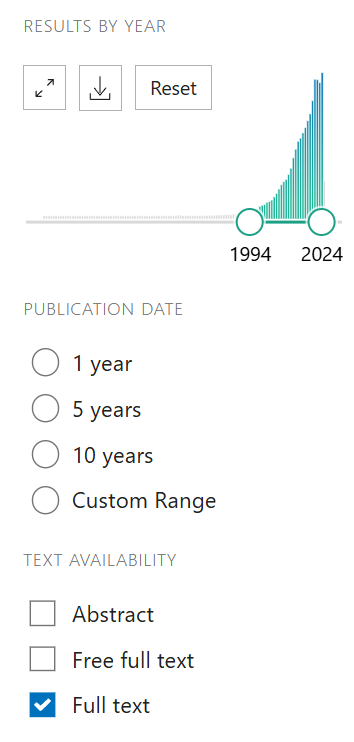 RESULTS BY YEAR
Reset
1994 2024
PUBLICATION DATE
1 year
5 years
10 years
Custom Range
TEXT AVAILABILITY
Abstract
Free full text
Full text